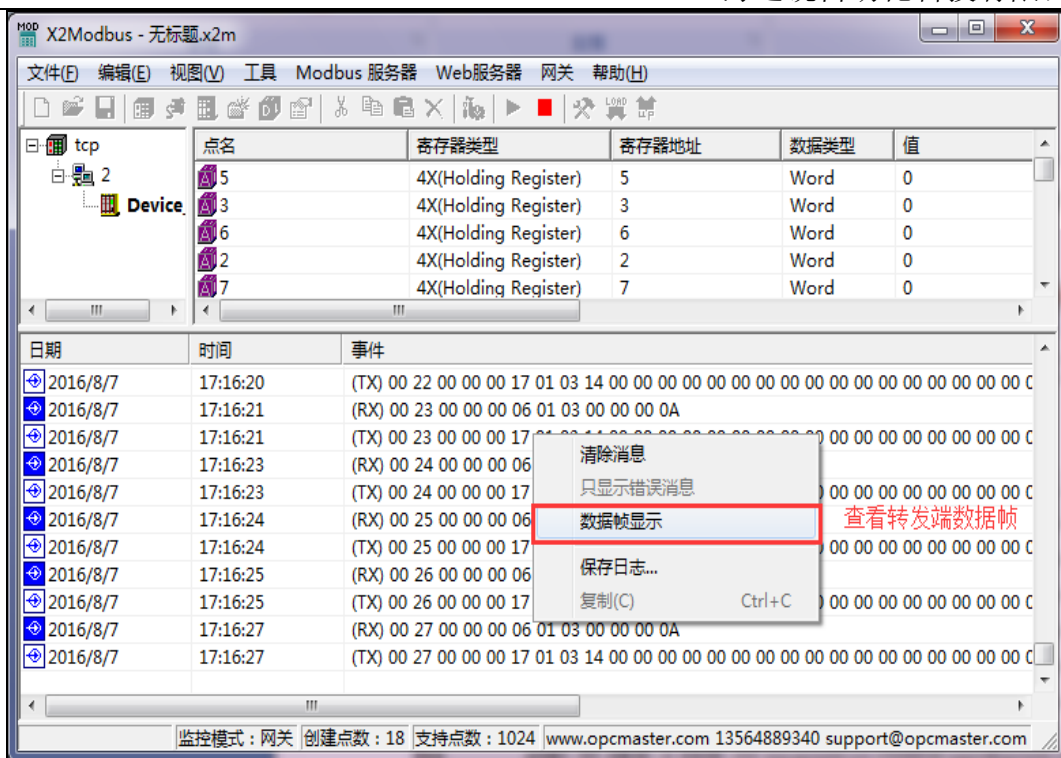 X2Modbus - 无标题.x2m
文件(F) 编辑(E) 视图(V) 工具 Modbus 服务器 Web服务器 网关 帮助(H)
tcp
2
Device
点名 寄存器类型 寄存器地址 数据类型 值
5 4X(Holding Register) 5 Word 0
3 4X(Holding Register) 3 Word 0
6 4X(Holding Register) 6 Word 0
2 4X(Holding Register) 2 Word 0
7 4X(Holding Register) 7 Word 0
日期 时间 事件
2016/8/7 17:16:20 (TX) 00 22 00 00 00 17 01 03 14 00 00 00 00 00 00 00 00 00 00 00 00 00 00 00
2016/8/7 17:16:21 (RX) 00 23 00 00 00 06 01 03 00 00 00 0A
2016/8/7 17:16:21 (TX) 00 23 00 00 00 17
2016/8/7 17:16:23 (RX) 00 24 00 00 00 06
2016/8/7 17:16:23 (TX) 00 24 00 00 00 17
2016/8/7 17:16:24 (RX) 00 25 00 00 00 06
2016/8/7 17:16:24 (TX) 00 25 00 00 00 17
2016/8/7 17:16:25 (RX) 00 26 00 00 00 06
2016/8/7 17:16:25 (TX) 00 26 00 00 00 17
2016/8/7 17:16:27 (RX) 00 27 00 00 00 06 01 03 00 00 00 0A
2016/8/7 17:16:27 (TX) 00 27 00 00 00 17 01 03 14 00 00 00 00 00 00 00 00 00 00 00 00 00 00 00
清除消息
只显示错误消息
数据帧显示
保存日志...
复制(C) Ctrl+C
查看转发端数据帧
监控模式：网关 创建点数：18 支持点数：1024 www.opcmaster.com 13564889340 support@opcmaster.com